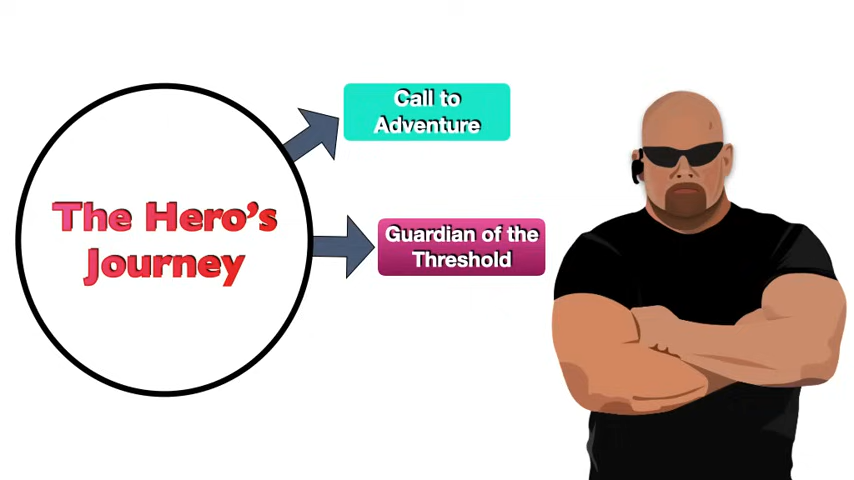 The Hero's
Journey
Call to
Adventure
Guardian of the
Threshold